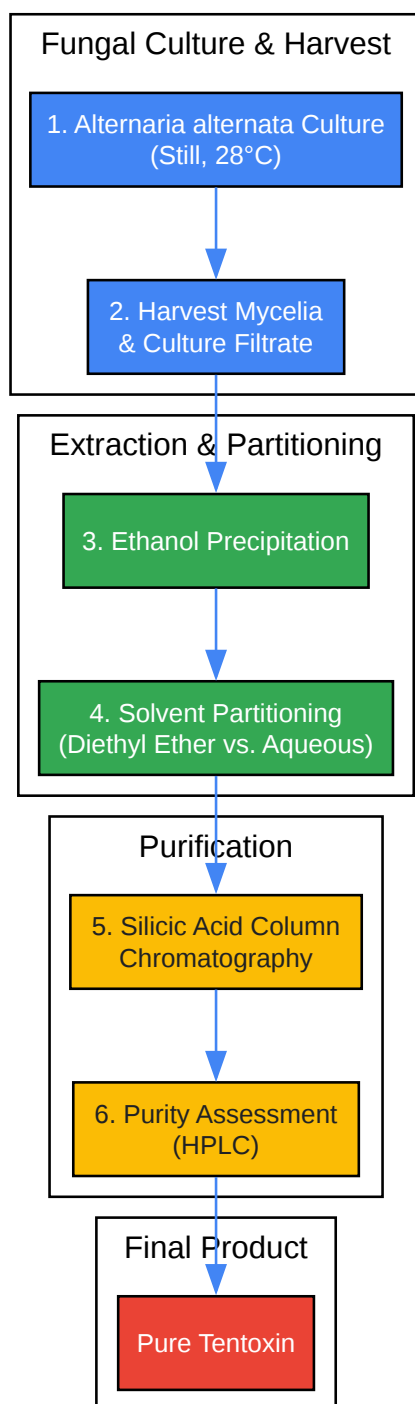 Fungal Culture & Harvest
1. Alternaria alternata Culture
(Still, 28°C)
2. Harvest Mycelia
& Culture Filtrate
Extraction & Partitioning
3. Ethanol Precipitation
4. Solvent Partitioning
(Diethyl Ether vs. Aqueous)
Purification
5. Silicic Acid Column
Chromatography
6. Purity Assessment
(HPLC)
Final Product
Pure Tentoxin